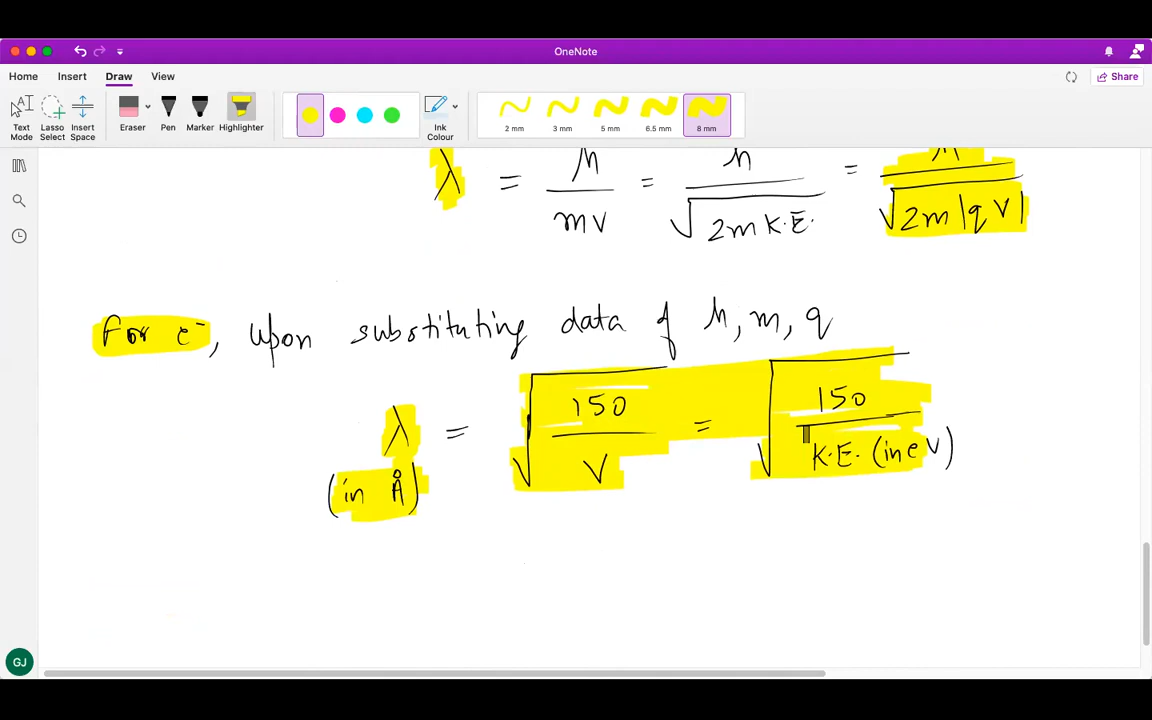 OneNote
Home Insert Draw View Share
Text Mode Lasso Select Insert Space Eraser Pen Marker Highlighter Ink Colour 2 mm 3 mm 5 mm 6.5 mm 8 mm
λ = h/mv = h/√(2m K.E.) = h/√(2m|qV|)
For e⁻, upon substituting data of h, m, q
λ = √(150/V) = √(150/K.E. (in eV))
(in Å)
GJ